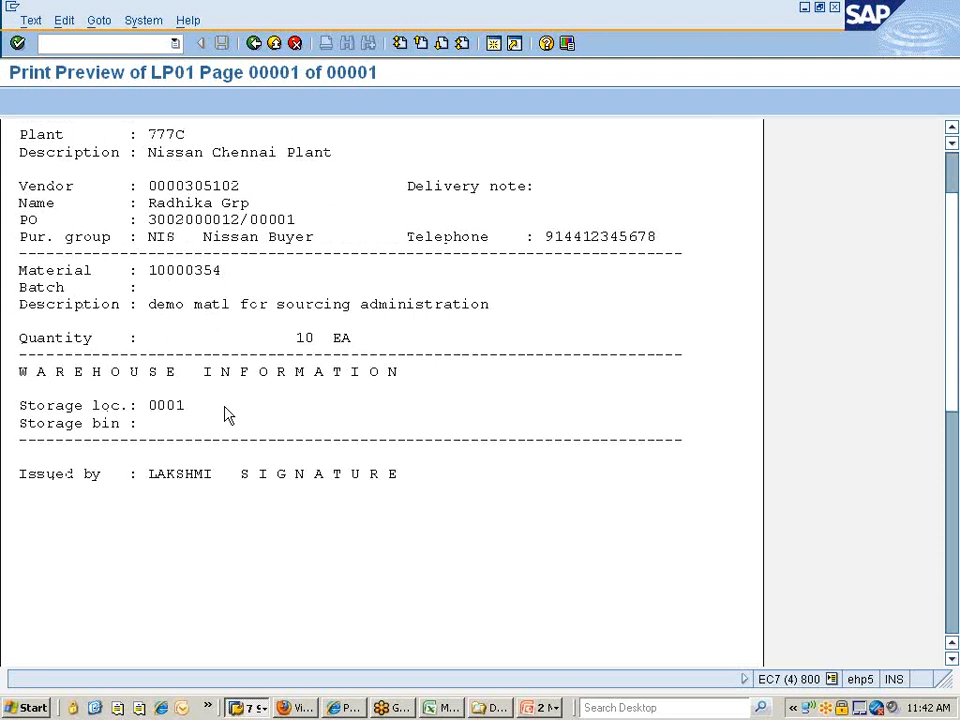 Text Edit Goto System Help
SAP
Print Preview of LP01 Page 00001 of 00001
Plant : 777C
Description : Nissan Chennai Plant
Vendor : 0000305102 Delivery note:
Name : Radhika Grp
PO : 3002000012/00001
Pur. group : NIS Nissan Buyer Telephone : 914412345678
Material : 10000354
Batch :
Description : demo matl for sourcing administration
Quantity : 10 EA
W A R E H O U S E I N F O R M A T I O N
Storage loc.: 0001
Storage bin :
Issued by : LAKSHMI S I G N A T U R E
EC7 (4) 800 ehp5 INS
Start » 7 S Vi... P... G... M... D... 2 M Search Desktop « 11:42 AM